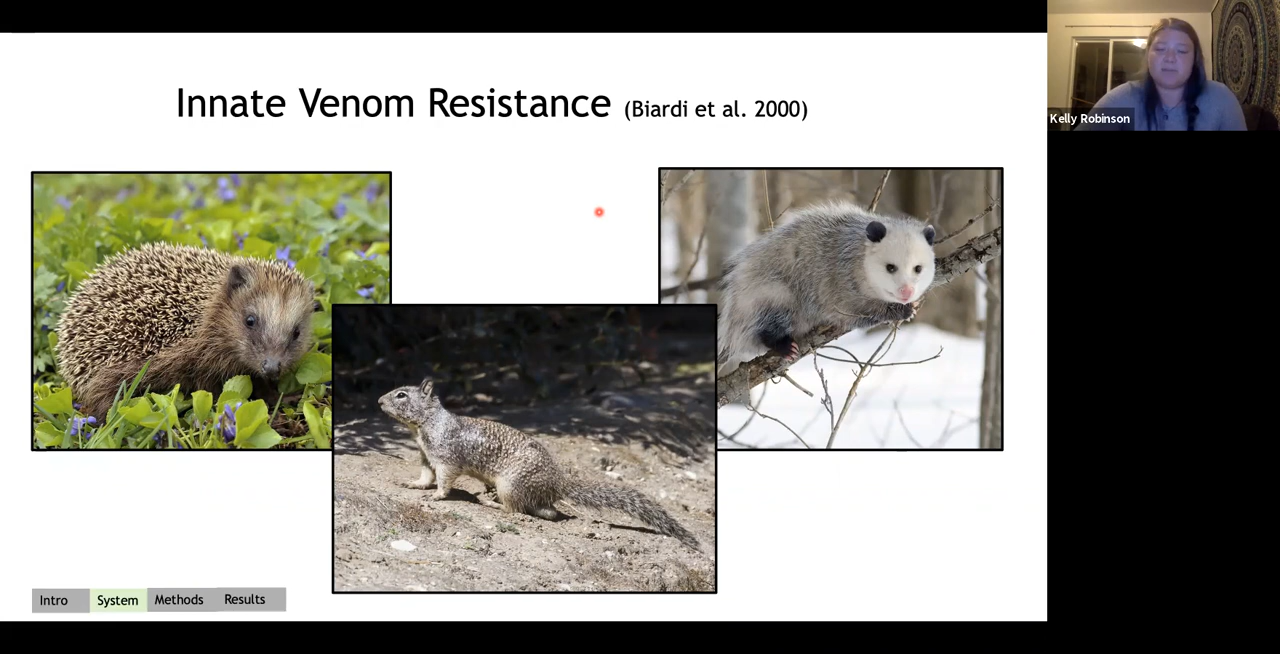 Innate Venom Resistance (Biardi et al. 2000)
Kelly Robinson
Intro System Methods Results